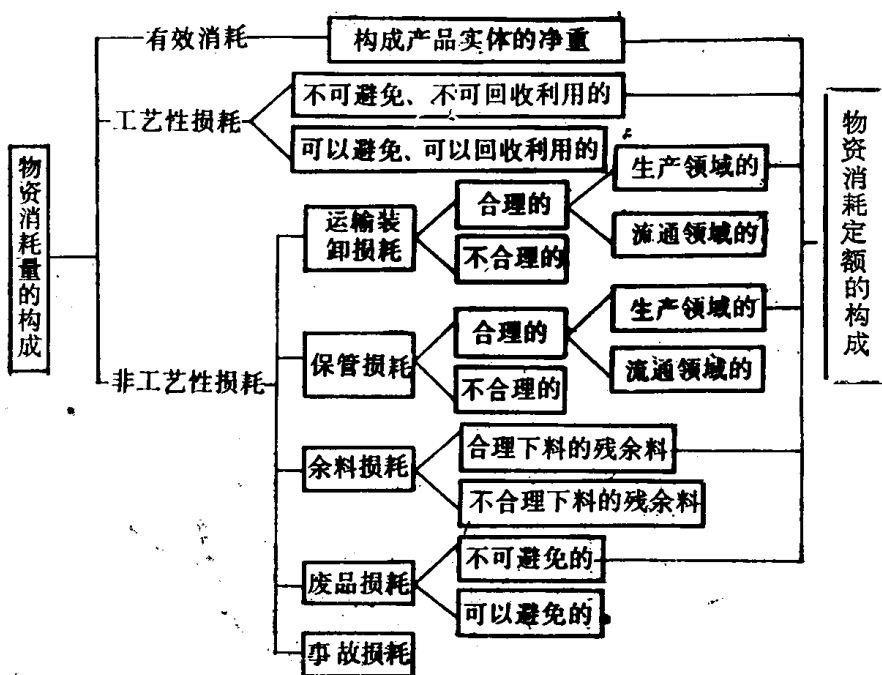 有效消耗
构成产品实体的净重
工艺性损耗
不可避免、不可回收利用的
可以避免、可以回收利用的
物资消耗量的构成
物资消耗定额的构成
运输装
卸损耗
合理的
不合理的
生产领域的
流通领域的
非工艺性损耗
保管损耗
合理的
不合理的
生产领域的
流通领域的
余料损耗
合理下料的残余料
不合理下料的残余料
废品损耗
不可避免的
可以避免的
事故损耗